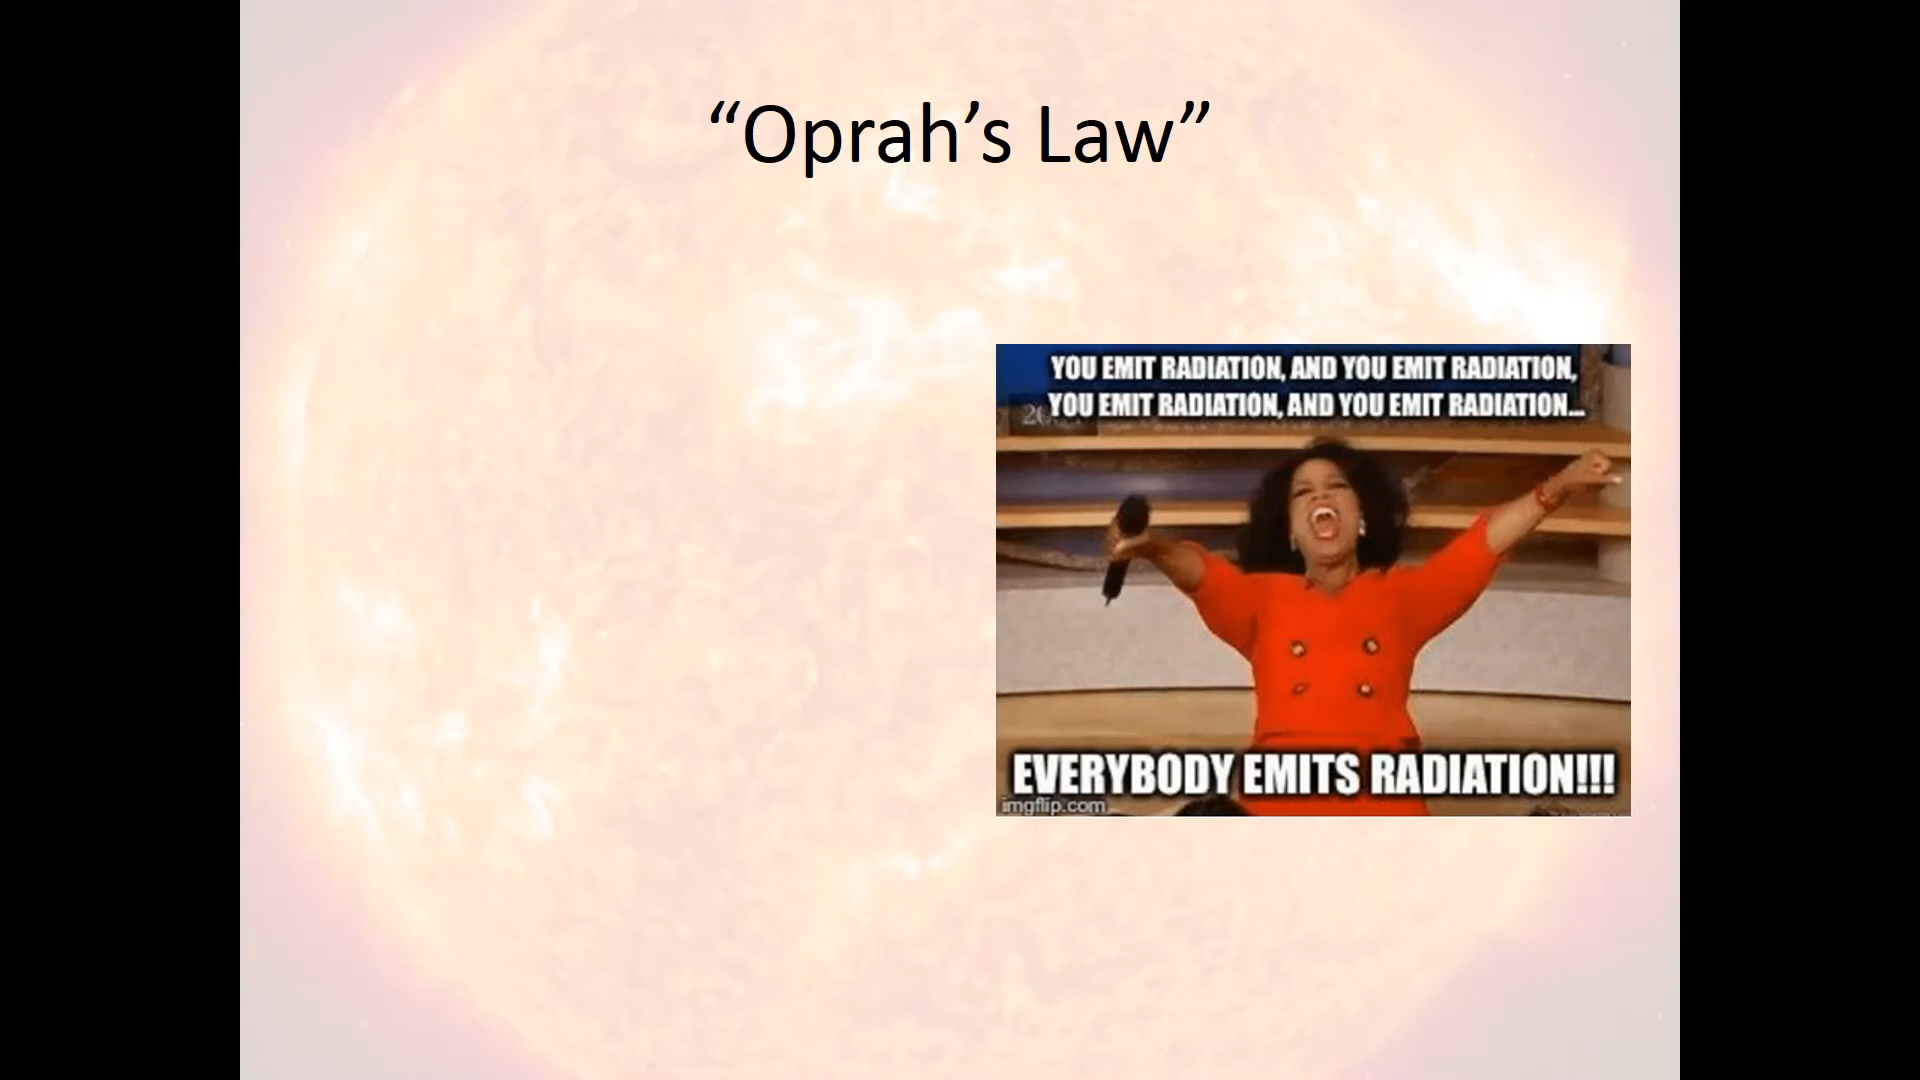 “Oprah’s Law”
YOU EMIT RADIATION, AND YOU EMIT RADIATION,
YOU EMIT RADIATION, AND YOU EMIT RADIATION...
EVERYBODY EMITS RADIATION!!!
imgflip.com